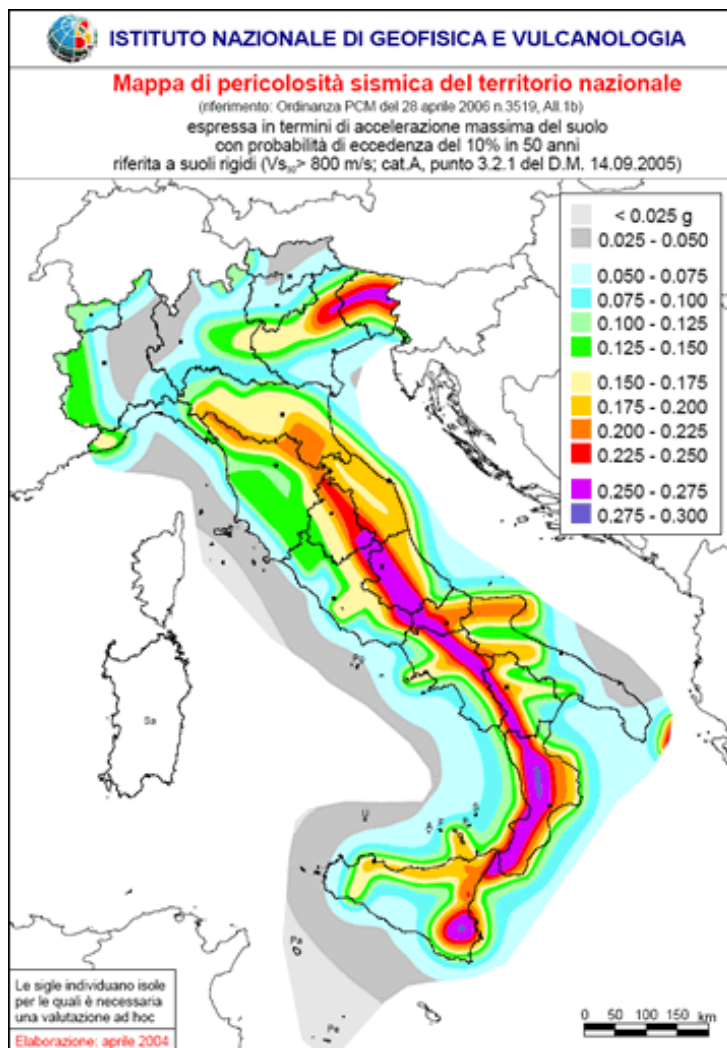 ISTITUTO NAZIONALE DI GEOFISICA E VULCANOLOGIA
Mappa di pericolosità sismica del territorio nazionale
(riferimento: Ordinanza PCM del 28 aprile 2006 n.3519, All.1b)
espressa in termini di accelerazione massima del suolo
con probabilità di eccedenza del 10% in 50 anni
riferita a suoli rigidi (Vs30> 800 m/s; cat.A, punto 3.2.1 del D.M. 14.09.2005)
< 0.025 g
0.025 - 0.050
0.050 - 0.075
0.075 - 0.100
0.100 - 0.125
0.125 - 0.150
0.150 - 0.175
0.175 - 0.200
0.200 - 0.225
0.225 - 0.250
0.250 - 0.275
0.275 - 0.300
Sa
U
A
Pa
Pe
Le sigle individuano isole
per le quali è necessaria
una valutazione ad hoc
Elaborazione: aprile 2004
0 50 100 150 km